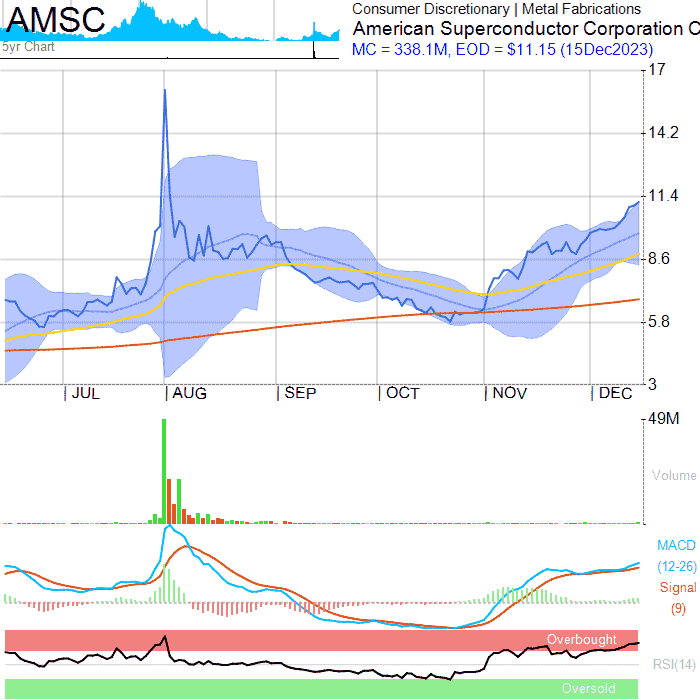 AMSC
5yr Chart
Consumer Discretionary | Metal Fabrications
American Superconductor Corporation C
MC = 338.1M, EOD = $11.15 (15Dec2023)
17
14.2
11.4
8.6
5.8
3
JUL
AUG
SEP
OCT
NOV
DEC
49M
Volume
MACD
(12-26)
Signal
(9)
Overbought
RSI(14)
Oversold